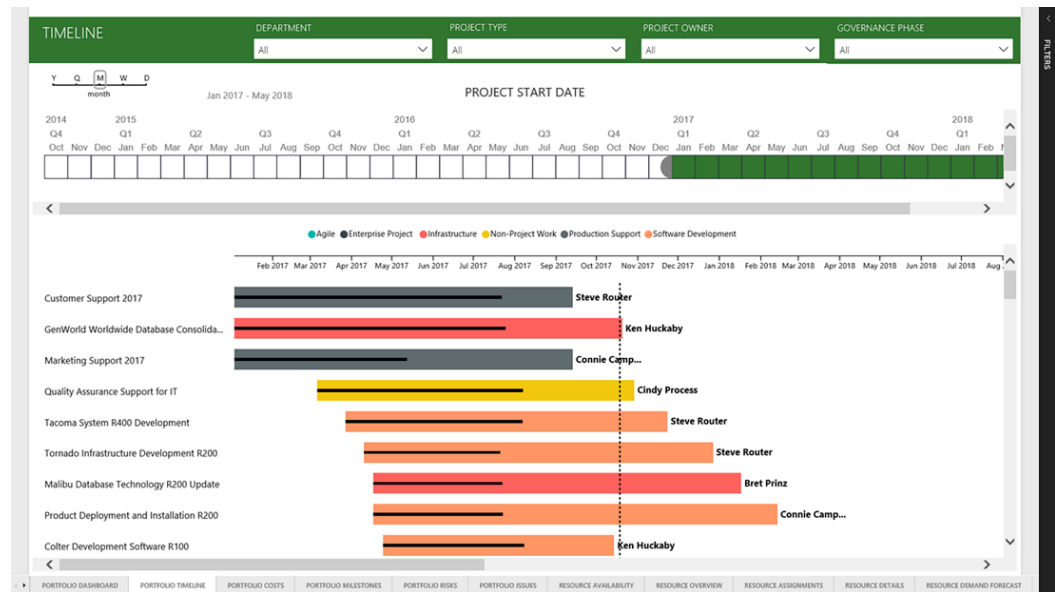 TIMELINE
DEPARTMENT
All
PROJECT TYPE
All
PROJECT OWNER
All
GOVERNANCE PHASE
All
FILTERS
Y Q M W D
month
Jan 2017 - May 2018
PROJECT START DATE
2014 2015 2016 2017 2018
Q4 Q1 Q2 Q3 Q4 Q1 Q2 Q3 Q4 Q1 Q2 Q3 Q4 Q1
Oct Nov Dec Jan Feb Mar Apr May Jun Jul Aug Sep Oct Nov Dec Jan Feb Mar Apr May Jun Jul Aug Sep Oct Nov Dec Jan Feb Mar Apr May Jun Jul Aug Sep Oct Nov Dec Jan Feb
Agile Enterprise Project Infrastructure Non-Project Work Production Support Software Development
Feb 2017 Mar 2017 Apr 2017 May 2017 Jun 2017 Jul 2017 Aug 2017 Sep 2017 Oct 2017 Nov 2017 Dec 2017 Jan 2018 Feb 2018 Mar 2018 Apr 2018 May 2018 Jun 2018 Jul 2018 Aug
Customer Support 2017 Steve Router
GenWorld Worldwide Database Consolida... Ken Huckaby
Marketing Support 2017 Connie Camp...
Quality Assurance Support for IT Cindy Process
Tacoma System R400 Development Steve Router
Tornado Infrastructure Development R200 Steve Router
Malibu Database Technology R200 Update Bret Prinz
Product Deployment and Installation R200 Connie Camp...
Colter Development Software R100 Ken Huckaby
PORTFOLIO DASHBOARD PORTFOLIO TIMELINE PORTFOLIO COSTS PORTFOLIO MILESTONES PORTFOLIO RISKS PORTFOLIO ISSUES RESOURCE AVAILABILITY RESOURCE OVERVIEW RESOURCE ASSIGNMENTS RESOURCE DETAILS RESOURCE DEMAND FORECAST